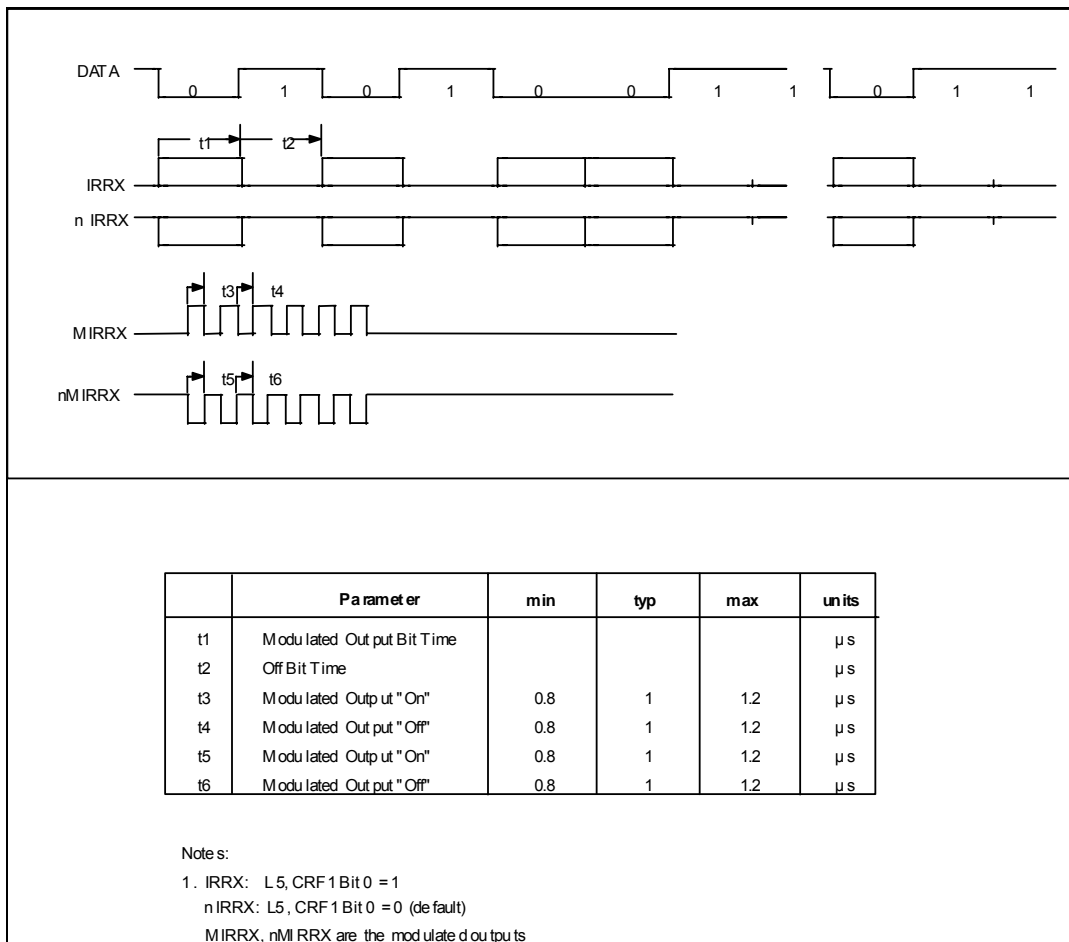 DATA 0 1 0 1 0 0 1 1 0 1 1
t1 t2
IRRX
n IRRX
t3 t4
MIRRX
t5 t6
nMIRRX
Parameter min typ max units
t1 Modulated Output Bit Time µs
t2 Off Bit Time µs
t3 Modulated Output "On" 0.8 1 1.2 µs
t4 Modulated Output "Off" 0.8 1 1.2 µs
t5 Modulated Output "On" 0.8 1 1.2 µs
t6 Modulated Output "Off" 0.8 1 1.2 µs
Notes:
1. IRRX: L5, CRF1 Bit 0 = 1
nIRRX: L5, CRF1 Bit 0 = 0 (default)
MIRRX, nMIRRX are the modulated outputs